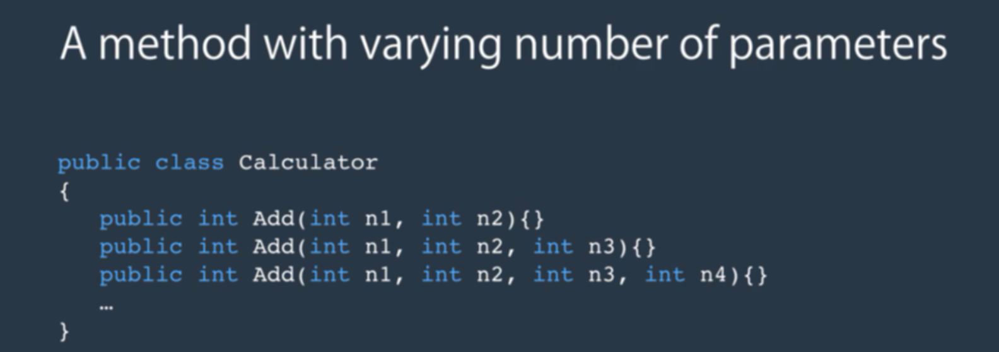 A method with varying number of parameters
public class Calculator
{
public int Add(int n1, int n2){}
public int Add(int n1, int n2, int n3){}
public int Add(int n1, int n2, int n3, int n4){}
…
}